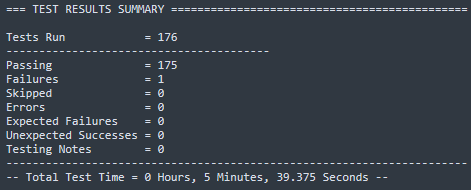 === TEST RESULTS SUMMARY =============================================
Tests Run            = 176
----------------------------------------
Passing              = 175
Failures             = 1
Skipped              = 0
Errors               = 0
Expected Failures    = 0
Unexpected Successes = 0
Testing Notes        = 0
----------------------------------------------------------------------
-- Total Test Time = 0 Hours, 5 Minutes, 39.375 Seconds --